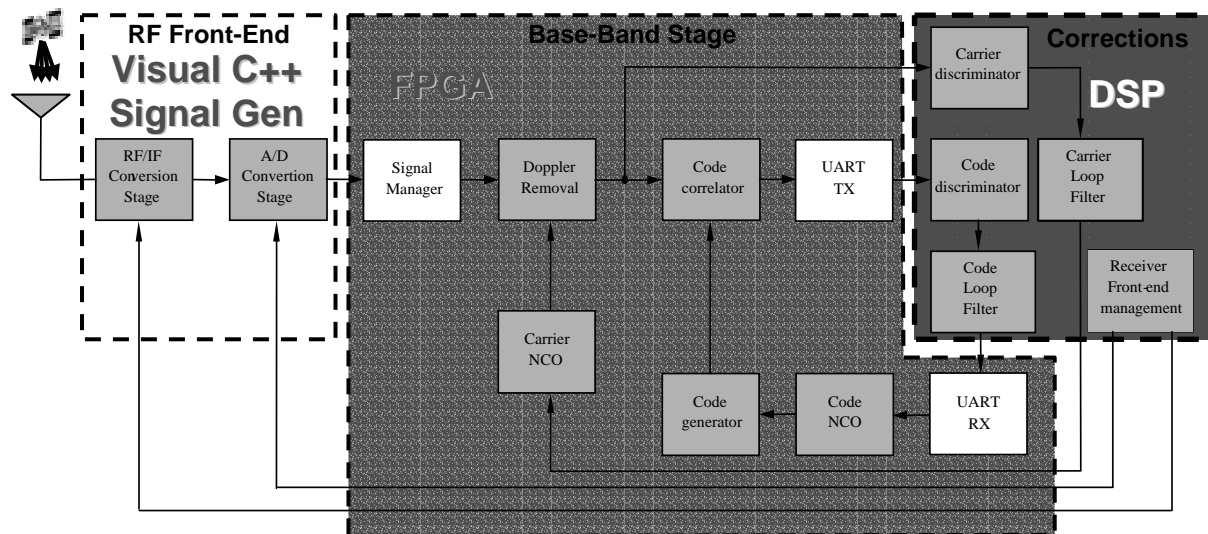 RF Front-End
Visual C++
Signal Gen
Base-Band Stage
FPGA
Corrections
DSP
RF/IF
Conversion
Stage
A/D
Convertion
Stage
Signal
Manager
Doppler
Removal
Code
correlator
UART
TX
Carrier
discriminator
Code
discriminator
Carrier
Loop
Filter
Code
Loop
Filter
Receiver
Front-end
management
Carrier
NCO
Code
generator
Code
NCO
UART
RX